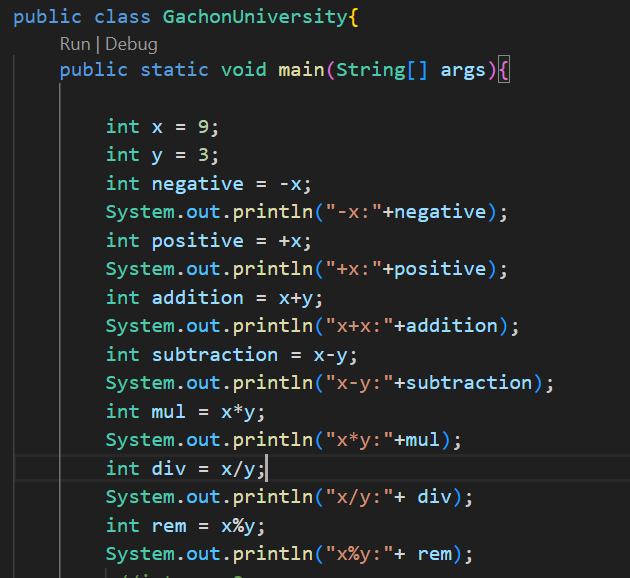 public class GachonUniversity{
Run | Debug
public static void main(String[] args){
int x = 9;
int y = 3;
int negative = -x;
System.out.println("-x:"+negative);
int positive = +x;
System.out.println("+x:"+positive);
int addition = x+y;
System.out.println("x+x:"+addition);
int subtraction = x-y;
System.out.println("x-y:"+subtraction);
int mul = x*y;
System.out.println("x*y:"+mul);
int div = x/y;
System.out.println("x/y:"+ div);
int rem = x%y;
System.out.println("x%y:"+ rem);